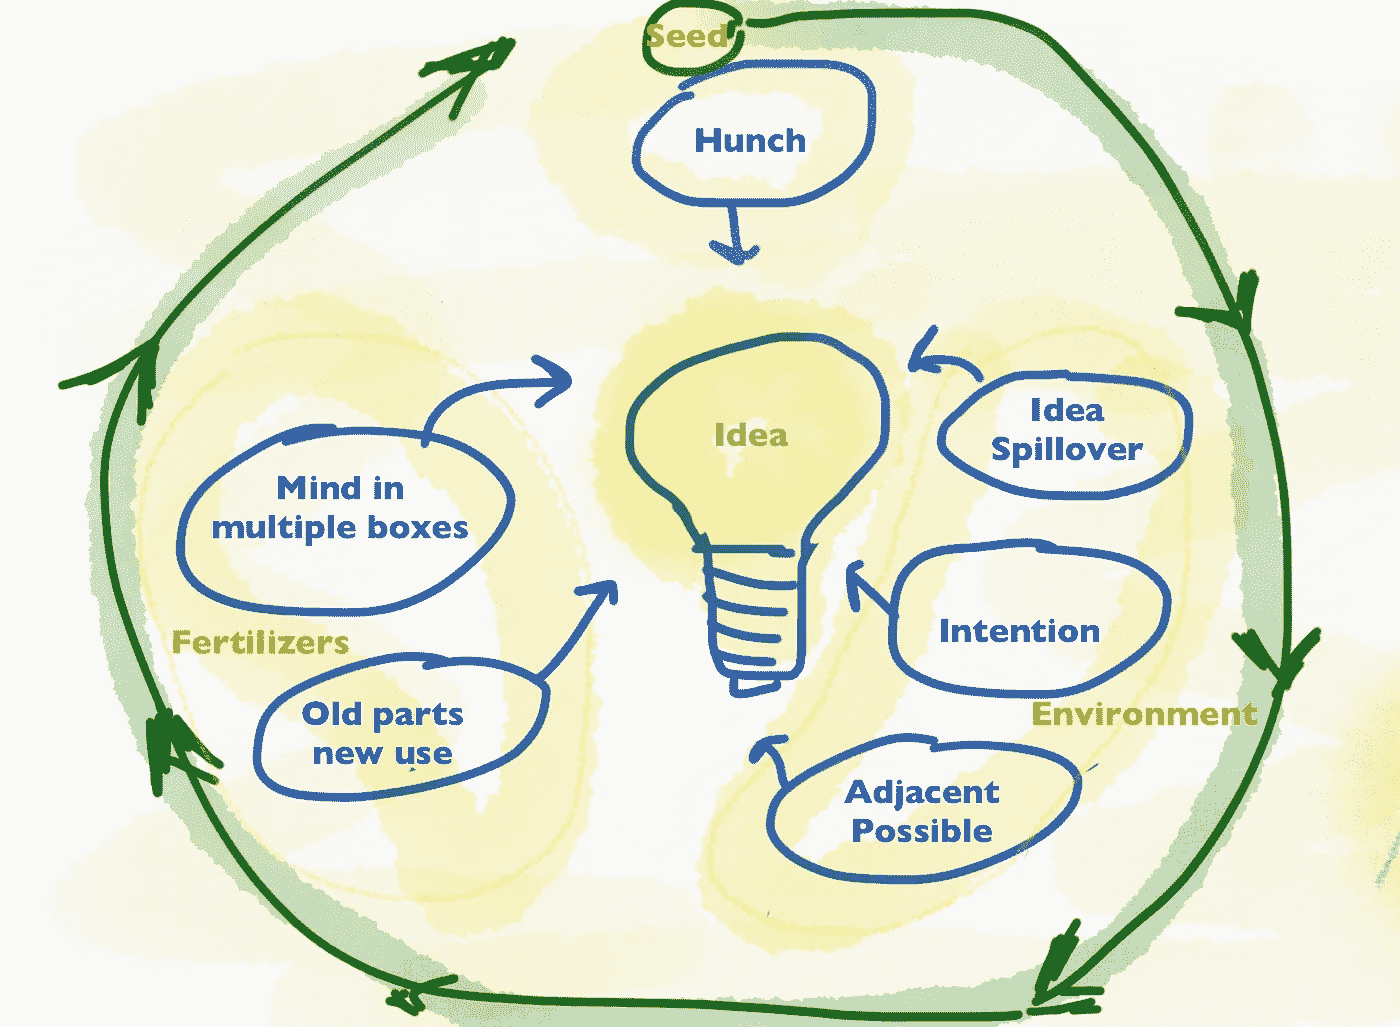 Seed
Hunch
Idea
Idea
Spillover
Mind in
multiple boxes
Intention
Fertilizers
Old parts
new use
Environment
Adjacent
Possible